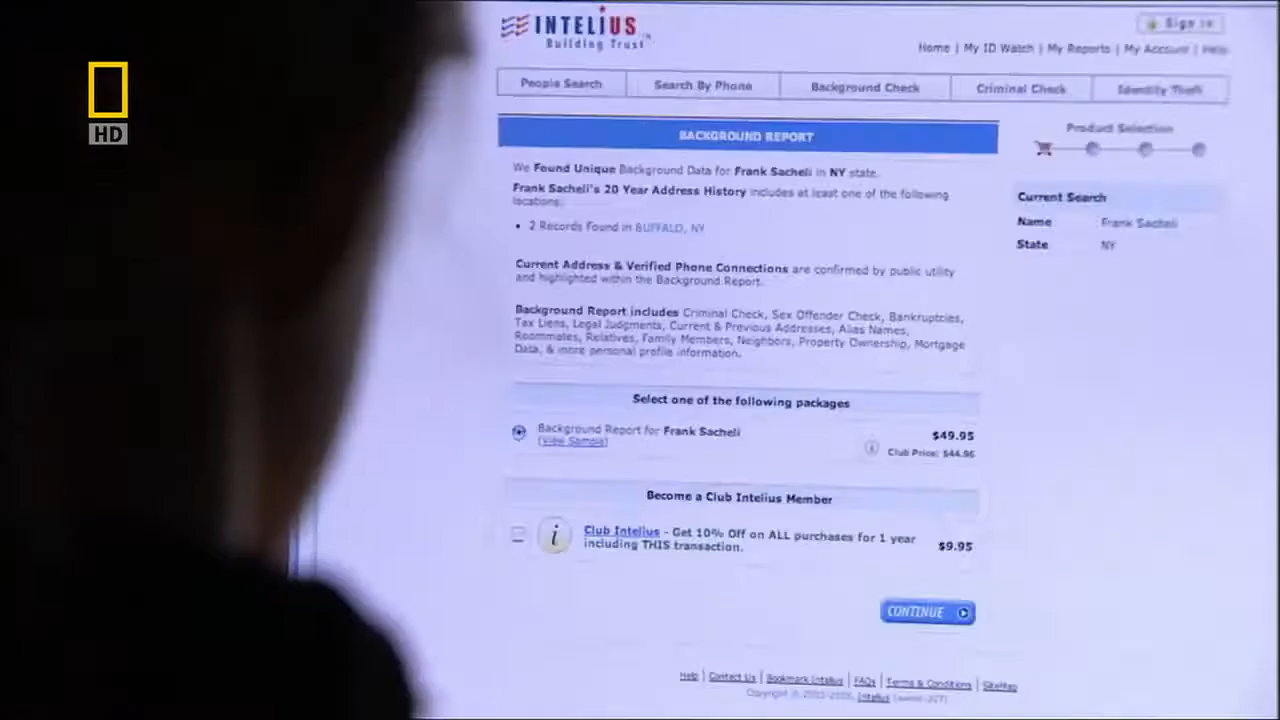 INTELIUS
Building Trust
Sign In
Home | My ID Watch | My Reports | My Account | Help
HD
People Search
Search By Phone
Background Check
Criminal Check
Identity Theft
BACKGROUND REPORT
Product Selection
We Found Unique Background Data for Frank Sacheli in NY state.
Frank Sacheli's 20 Year Address History includes at least one of the following
locations.
• 2 Records Found in BUFFALO, NY
Current Search
Name Frank Sacheli
State NY
Current Address & Verified Phone Connections are confirmed by public utility
and highlighted within the Background Report.
Background Report includes Criminal Check, Sex Offender Check, Bankruptcies,
Tax Liens, Legal Judgments, Current & Previous Addresses, Alias Names,
Roommates, Relatives, Family Members, Neighbors, Property Ownership, Mortgage
Data, & more personal profile information.
Select one of the following packages
Background Report for Frank Sacheli
(View Sample)
$49.95
Club Price: $44.96
Become a Club Intelius Member
Club Intelius - Get 10% Off on ALL purchases for 1 year
including THIS transaction.
$9.95
CONTINUE
Help | Contact Us | Bookmark Intelius | FAQs | Terms & Conditions | SiteMap
Copyright © Intelius